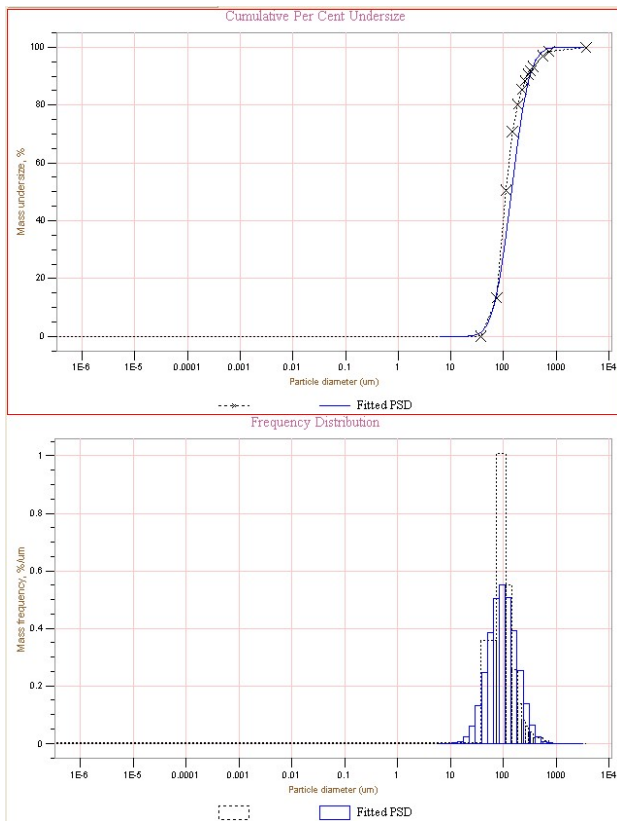 Cumulative Per Cent Undersize
Mass undersize, %
100
80
60
40
20
0
1E-6 1E-5 0.0001 0.001 0.01 0.1 1 10 100 1000 1E4
Particle diameter (um)
Fitted PSD
Frequency Distribution
Mass frequency, %/um
1
0.8
0.6
0.4
0.2
0
1E-6 1E-5 0.0001 0.001 0.01 0.1 1 10 100 1000 1E4
Particle diameter (um)
Fitted PSD